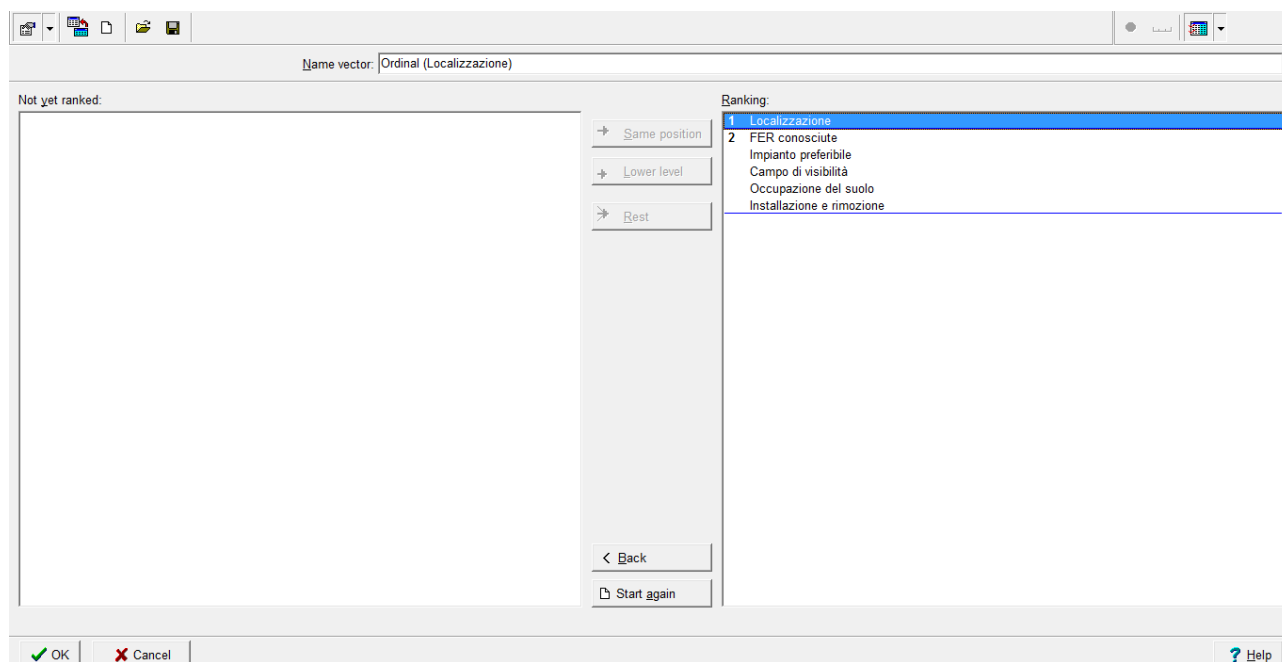 Name vector: Ordinal (Localizzazione)
Not yet ranked:
Ranking:
1 Localizzazione
2 FER conosciute
Impianto preferibile
Campo di visibilità
Occupazione del suolo
Installazione e rimozione
Same position
Lower level
Rest
< Back
Start again
OK
Cancel
? Help